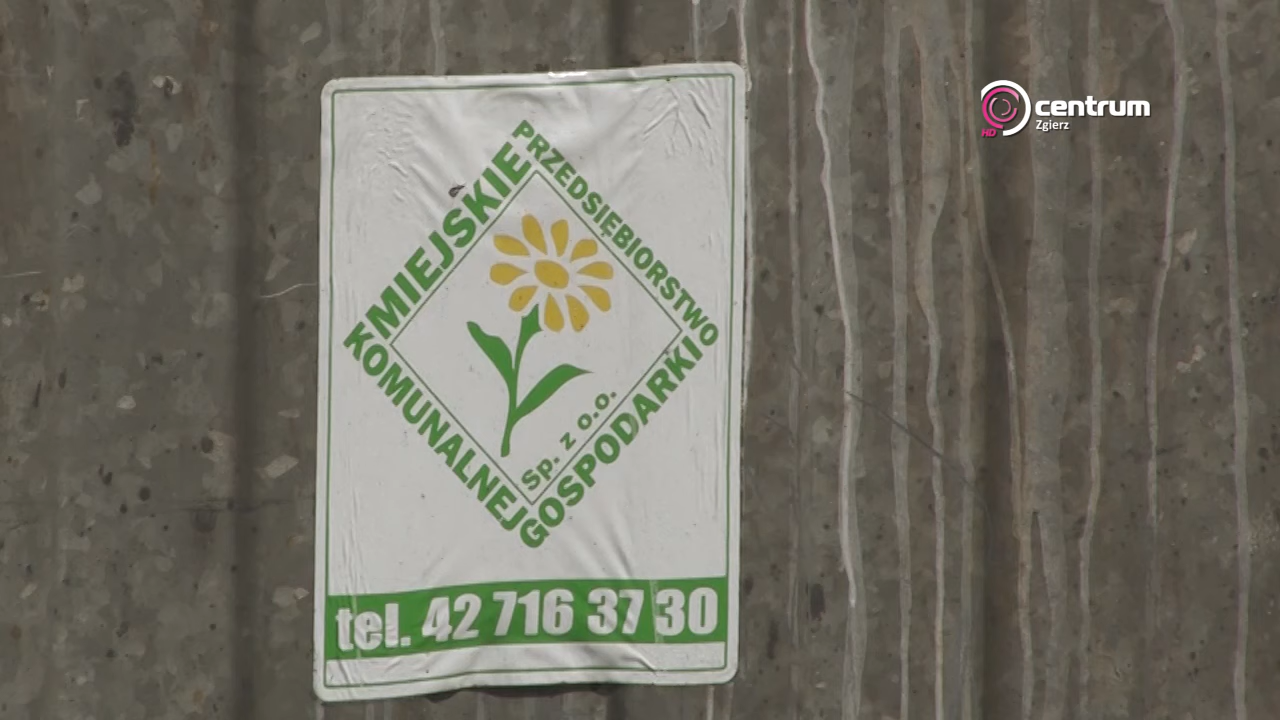 MIEJSKIE
PRZEDSIĘBIORSTWO
GOSPODARKI
KOMUNALNEJ
Sp. z o.o.
tel. 42 716 37 30
centrum
Zgierz
HD